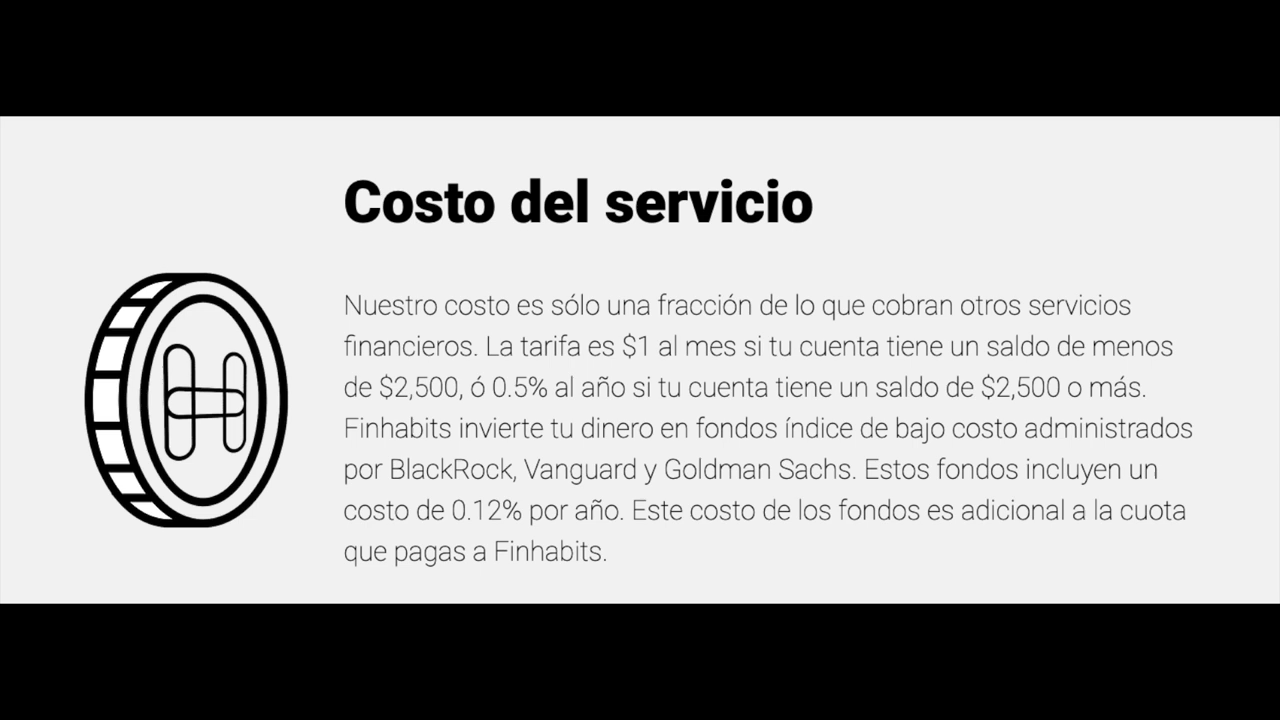 Costo del servicio
Nuestro costo es sólo una fracción de lo que cobran otros servicios
financieros. La tarifa es $1 al mes si tu cuenta tiene un saldo de menos
de $2,500, ó 0.5% al año si tu cuenta tiene un saldo de $2,500 o más.
Finhabits invierte tu dinero en fondos índice de bajo costo administrados
por BlackRock, Vanguard y Goldman Sachs. Estos fondos incluyen un
costo de 0.12% por año. Este costo de los fondos es adicional a la cuota
que pagas a Finhabits.